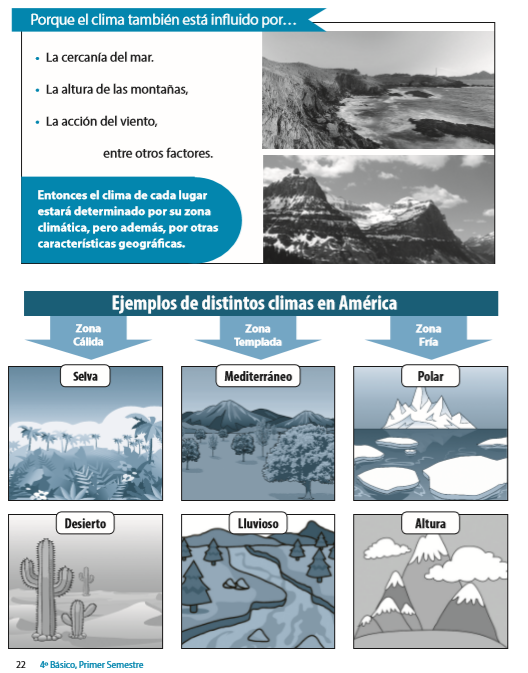 Porque el clima también está influido por…
• La cercanía del mar.
• La altura de las montañas,
• La acción del viento,
entre otros factores.
Entonces el clima de cada lugar
estará determinado por su zona
climática, pero además, por otras
características geográficas.
Ejemplos de distintos climas en América
Zona
Cálida
Zona
Templada
Zona
Fría
Selva
Mediterráneo
Polar
Desierto
Lluvioso
Altura
22 4º Básico, Primer Semestre